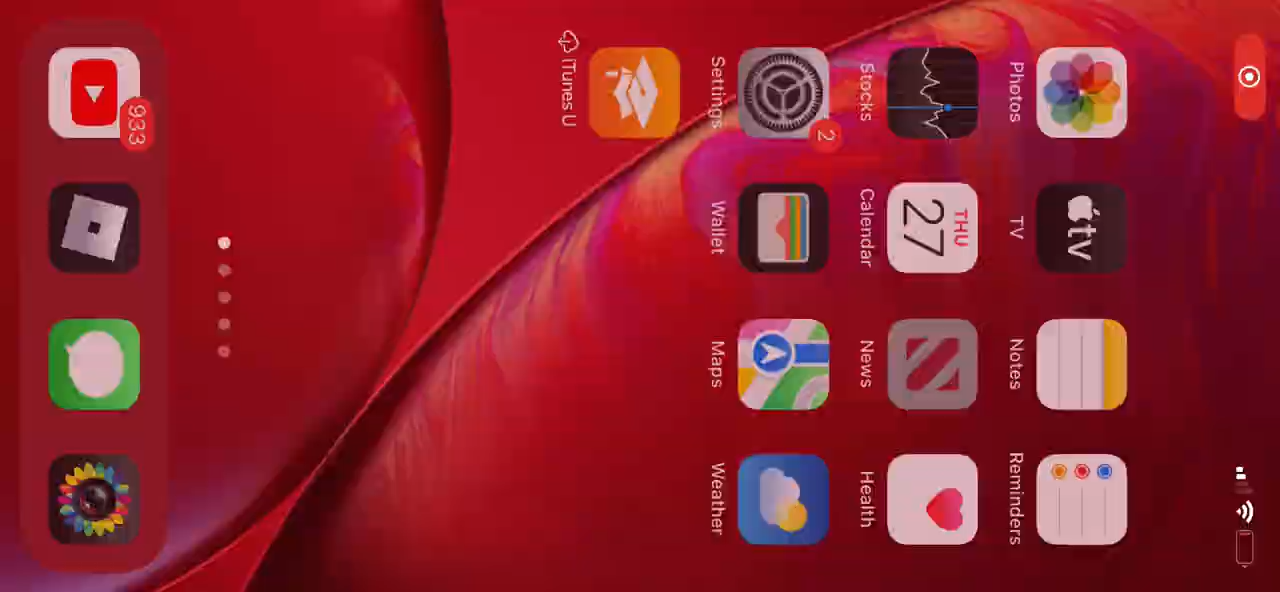 Photos
TV
Notes
Reminders
Stocks
THU
27
Calendar
News
Health
2
Settings
Wallet
Maps
Weather
iTunes U
933